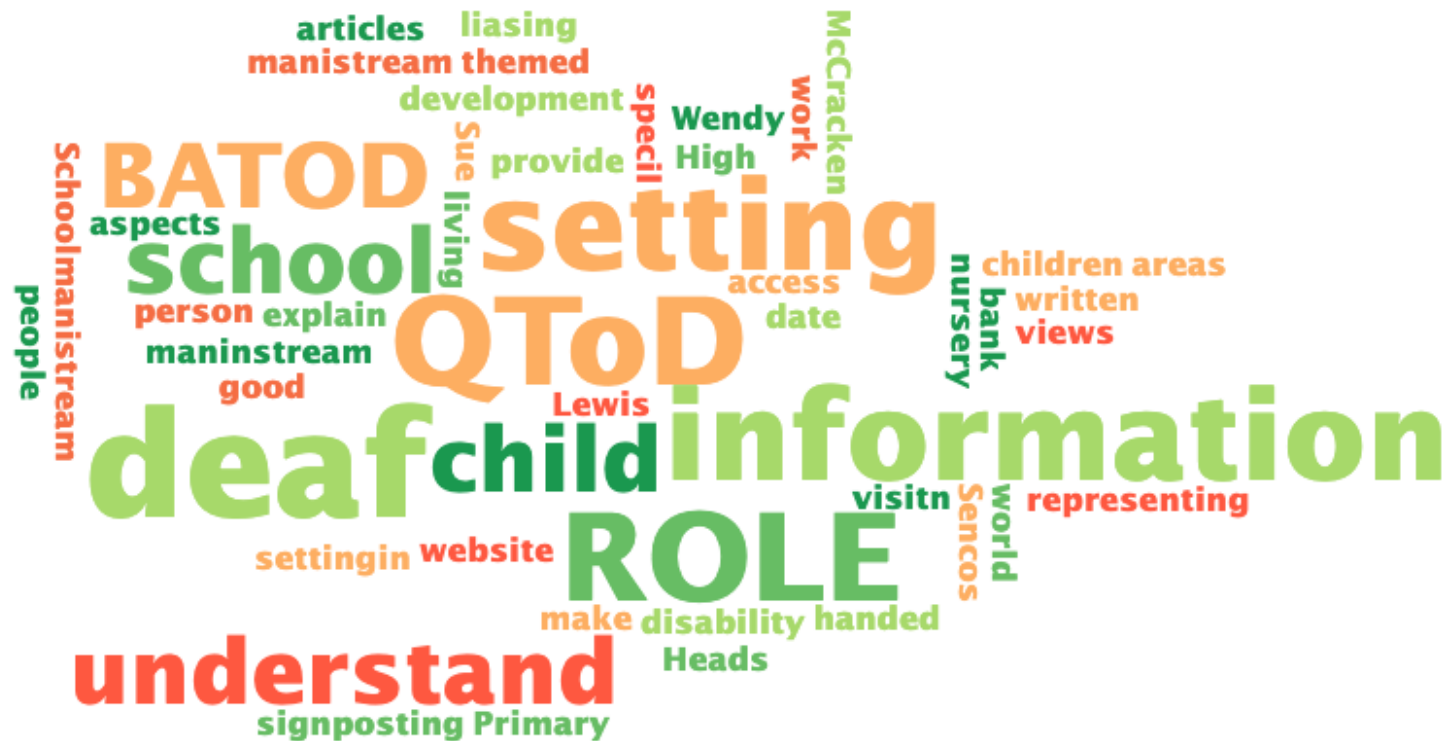 articles liasing
manistream themed
development
McCracken
work
specil
Wendy
High
Sue
provide
BATOD
Schoolmanistream
aspects
school
living
setting
access
date
children areas
written
views
nursery
bank
people
person explain
maninstream
good
QToD
Lewis
information
deaf
child
visitn
Sencos
world
representing
settingin website
ROLE
make disability handed
Heads
understand
signposting Primary